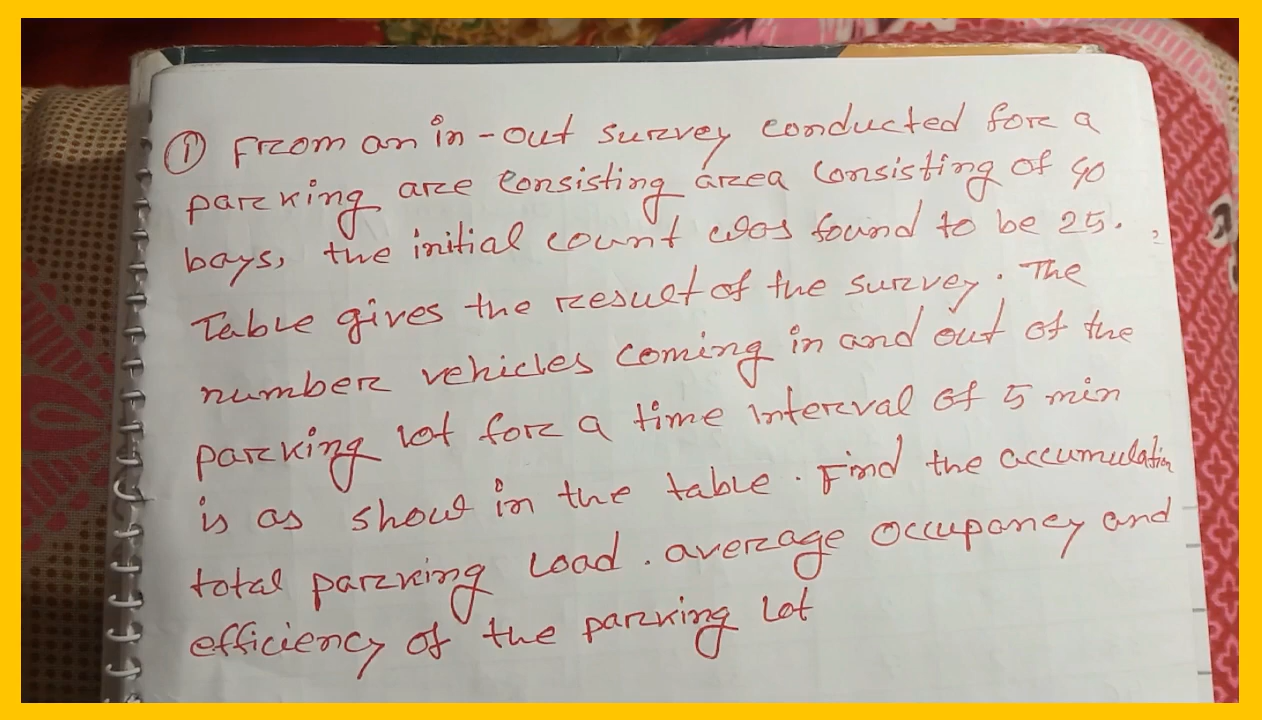 ① From an in-out survey conducted for a
parking are consisting area consisting of 40
bays, the initial count was found to be 25.
Table gives the result of the survey. The
number vehicles coming in and out of the
parking lot for a time interval of 5 min
is as shout in the table. Find the accumulation
total parking load. average occupancy and
efficiency of the parking lot